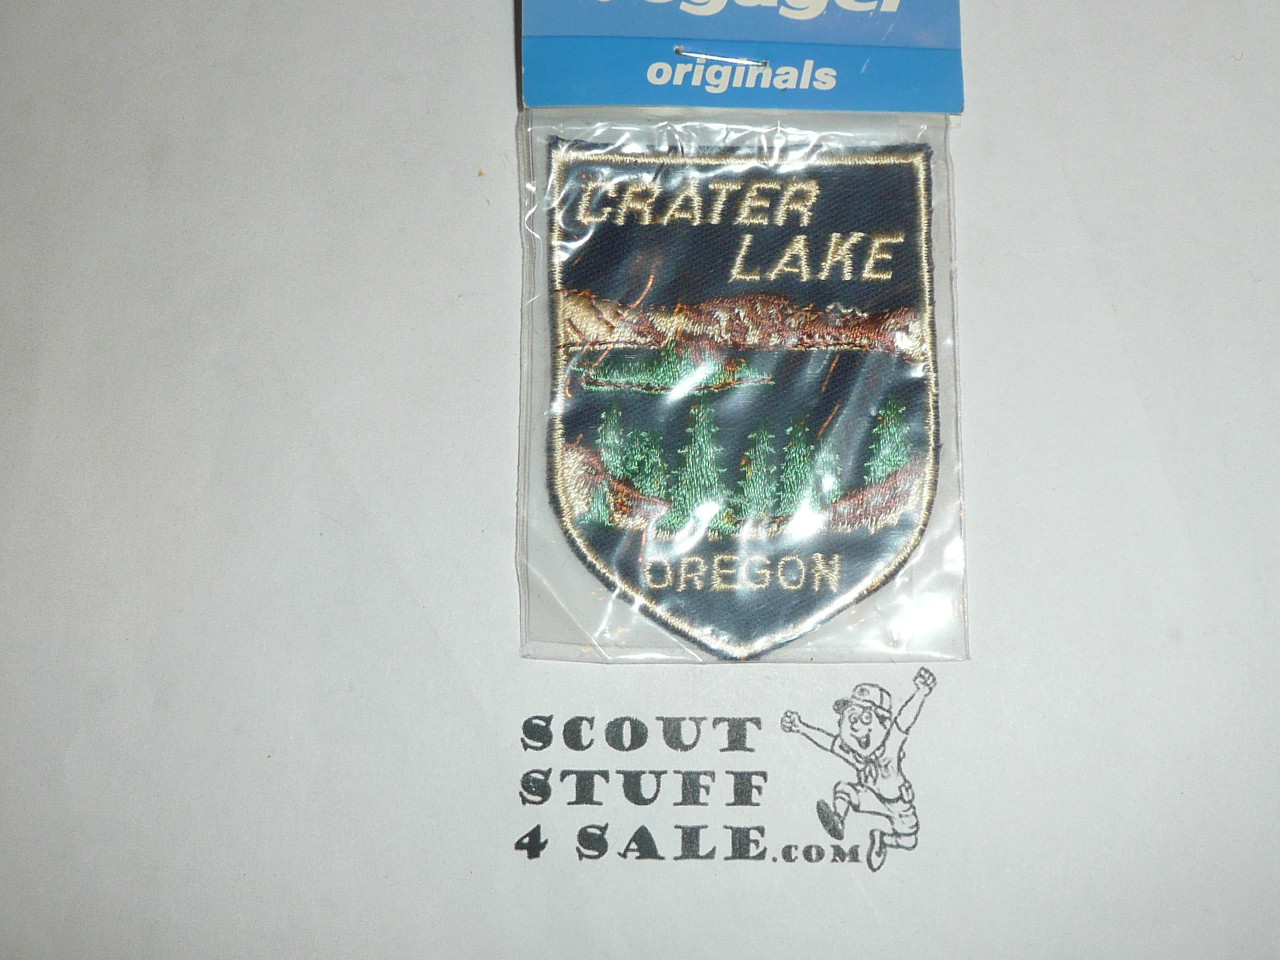 originals
CRATER
LAKE
OREGON
SCOUT
STUFF
4 SALE.COM